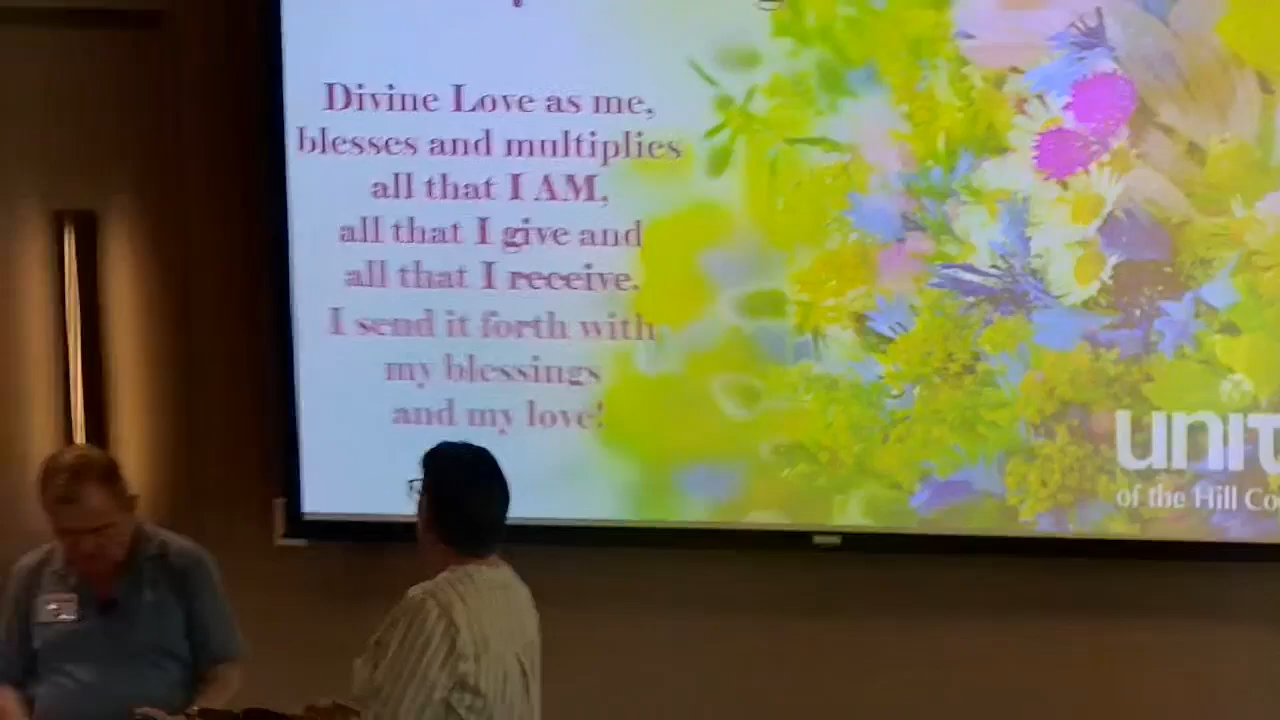 Divine Love as me,
blesses and multiplies
all that I AM,
all that I give and
all that I receive.
I send it forth with
my blessings
and my love!
unit
of the Hill Co